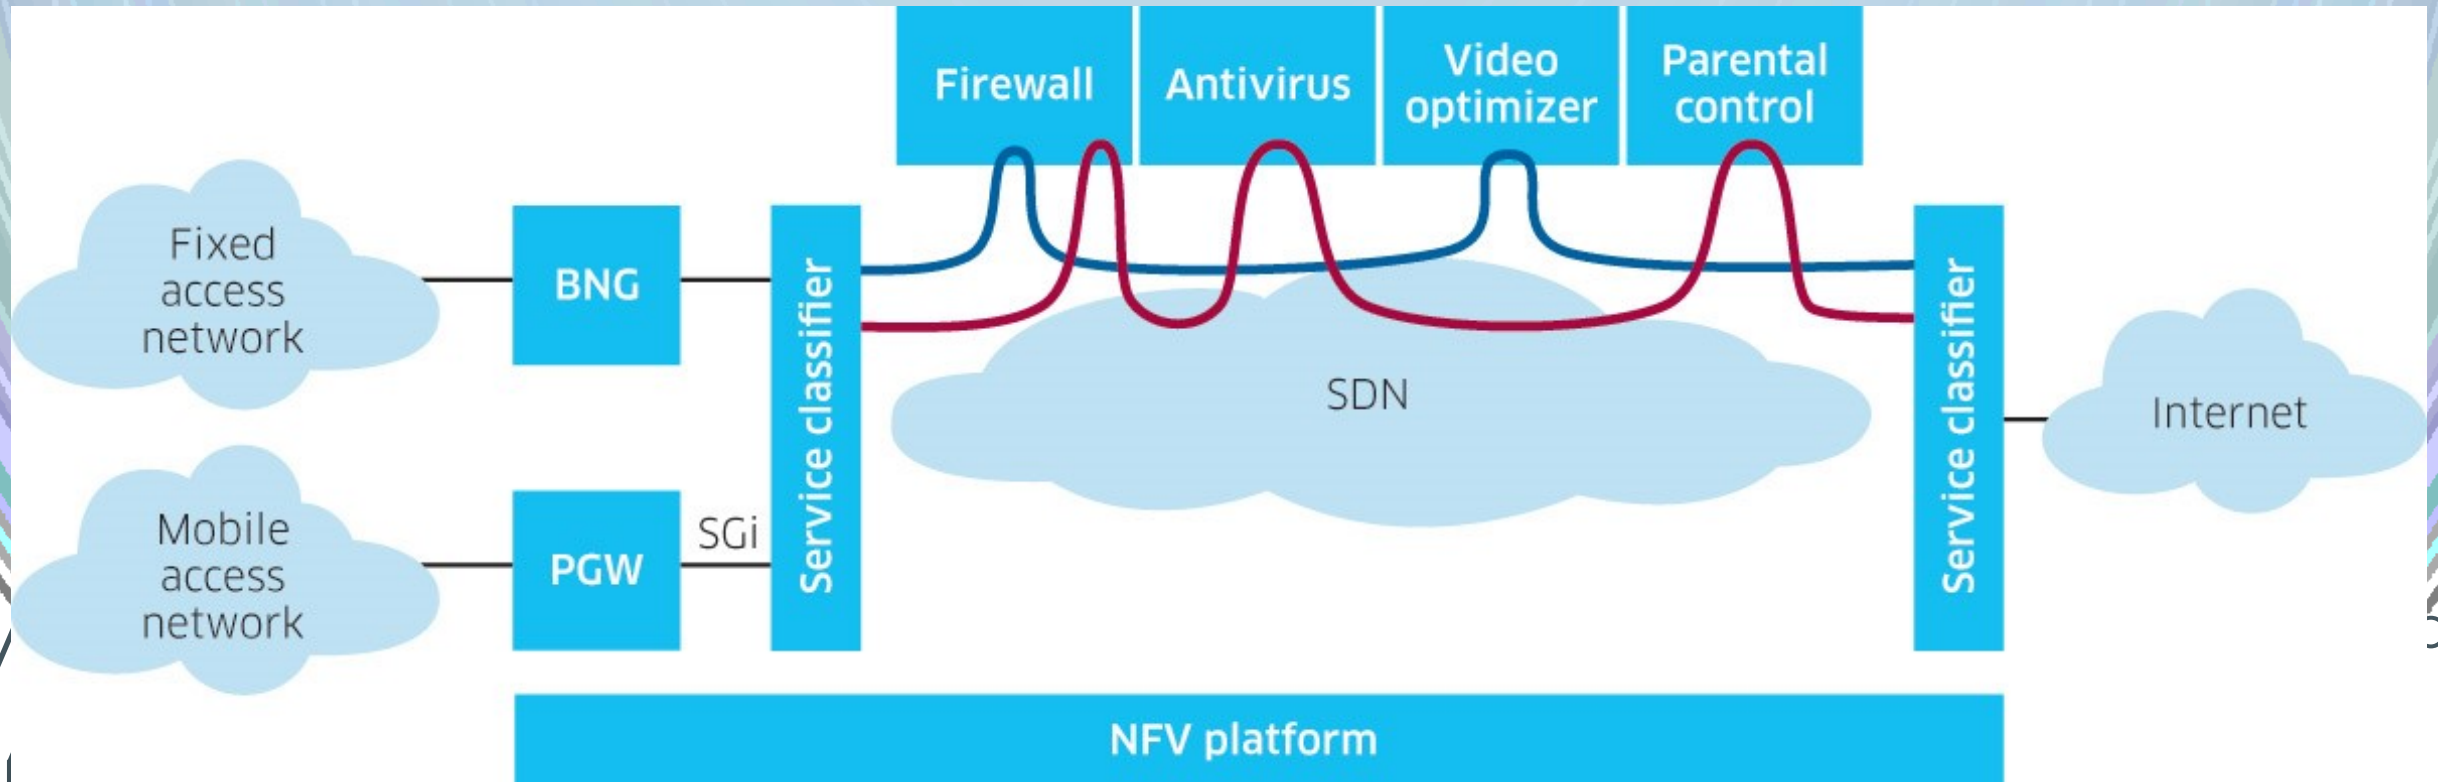 Firewall
Antivirus
Video
optimizer
Parental
control
Fixed
access
network
BNG
Service classifier
SDN
Service classifier
Internet
Mobile
access
network
PGW
SGi
NFV platform